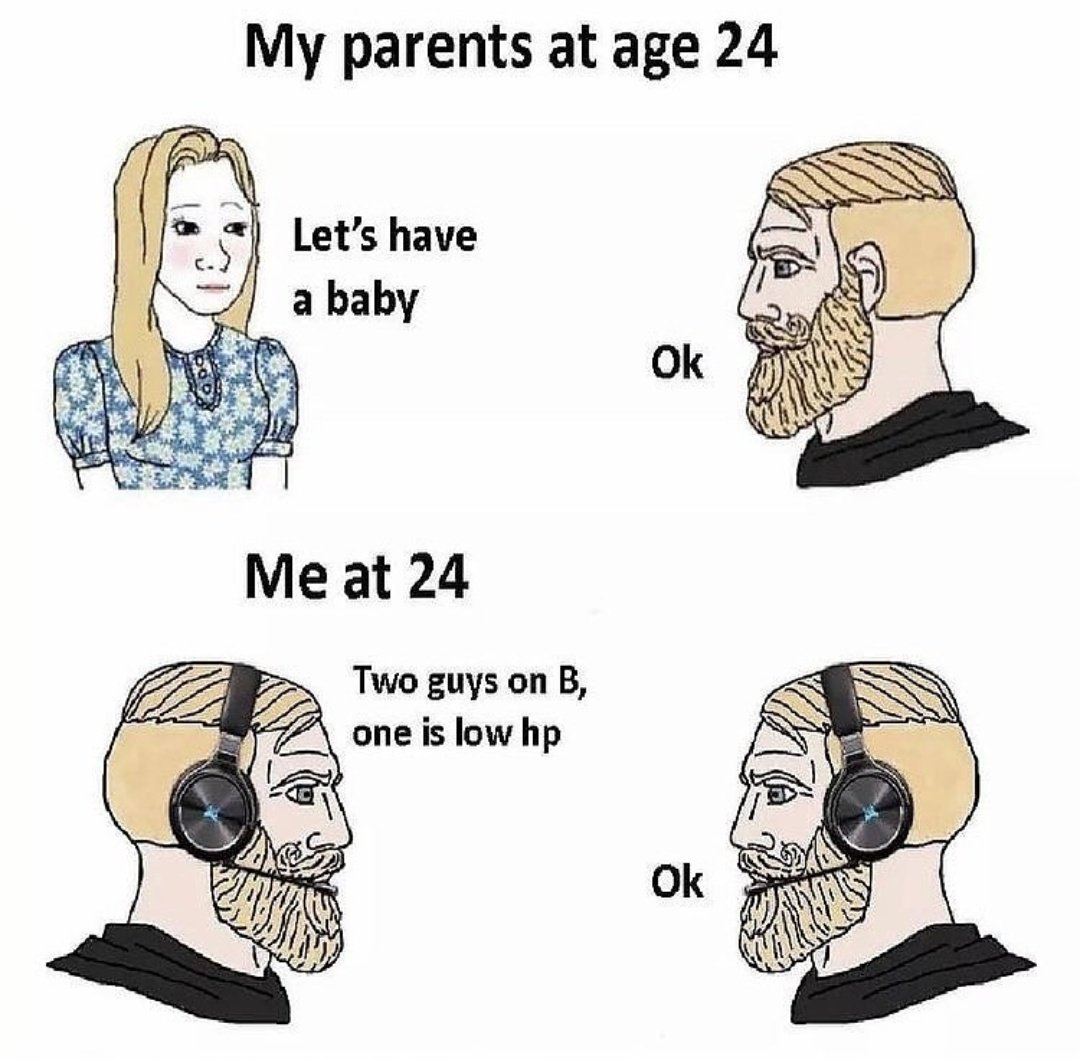 My parents at age 24
Let's have
a baby
Ok
Me at 24
Two guys on B,
one is low hp
Ok